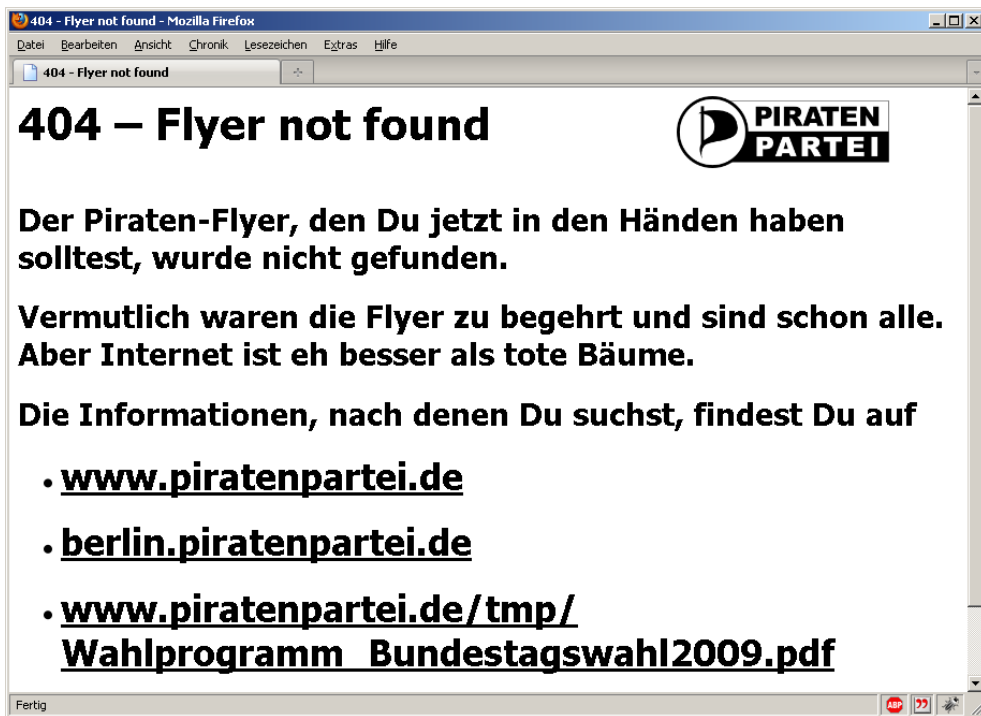 404 - Flyer not found - Mozilla Firefox
Datei Bearbeiten Ansicht Chronik Lesezeichen Extras Hilfe
404 - Flyer not found
404 – Flyer not found
PIRATEN
PARTEI
Der Piraten-Flyer, den Du jetzt in den Händen haben
solltest, wurde nicht gefunden.
Vermutlich waren die Flyer zu begehrt und sind schon alle.
Aber Internet ist eh besser als tote Bäume.
Die Informationen, nach denen Du suchst, findest Du auf
• www.piratenpartei.de
• berlin.piratenpartei.de
• www.piratenpartei.de/tmp/
Wahlprogramm_Bundestagswahl2009.pdf
Fertig ABP